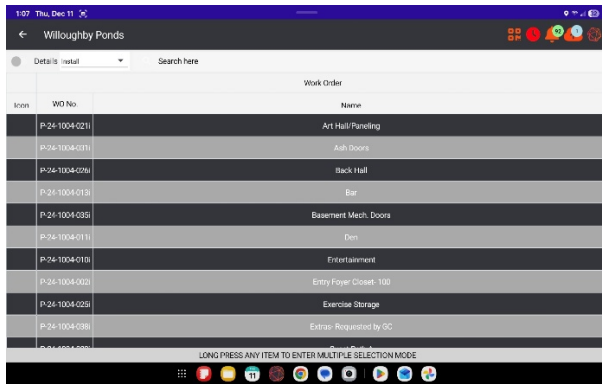 1:07 Thu, Dec 11
Willoughby Ponds
92
1
Details Install
Search here
Work Order
Icon WO No. Name
P-24-1004-021i Art Hall/Paneling
P-24-1004-031i Ash Doors
P-24-1004-026i Back Hall
P-24-1004-013i Bar
P-24-1004-035i Basement Mech. Doors
P-24-1004-011i Den
P-24-1004-010i Entertainment
P-24-1004-002i Entry Foyer Closet- 100
P-24-1004-025i Exercise Storage
P-24-1004-038i Extras- Requested by GC
LONG PRESS ANY ITEM TO ENTER MULTIPLE SELECTION MODE
11